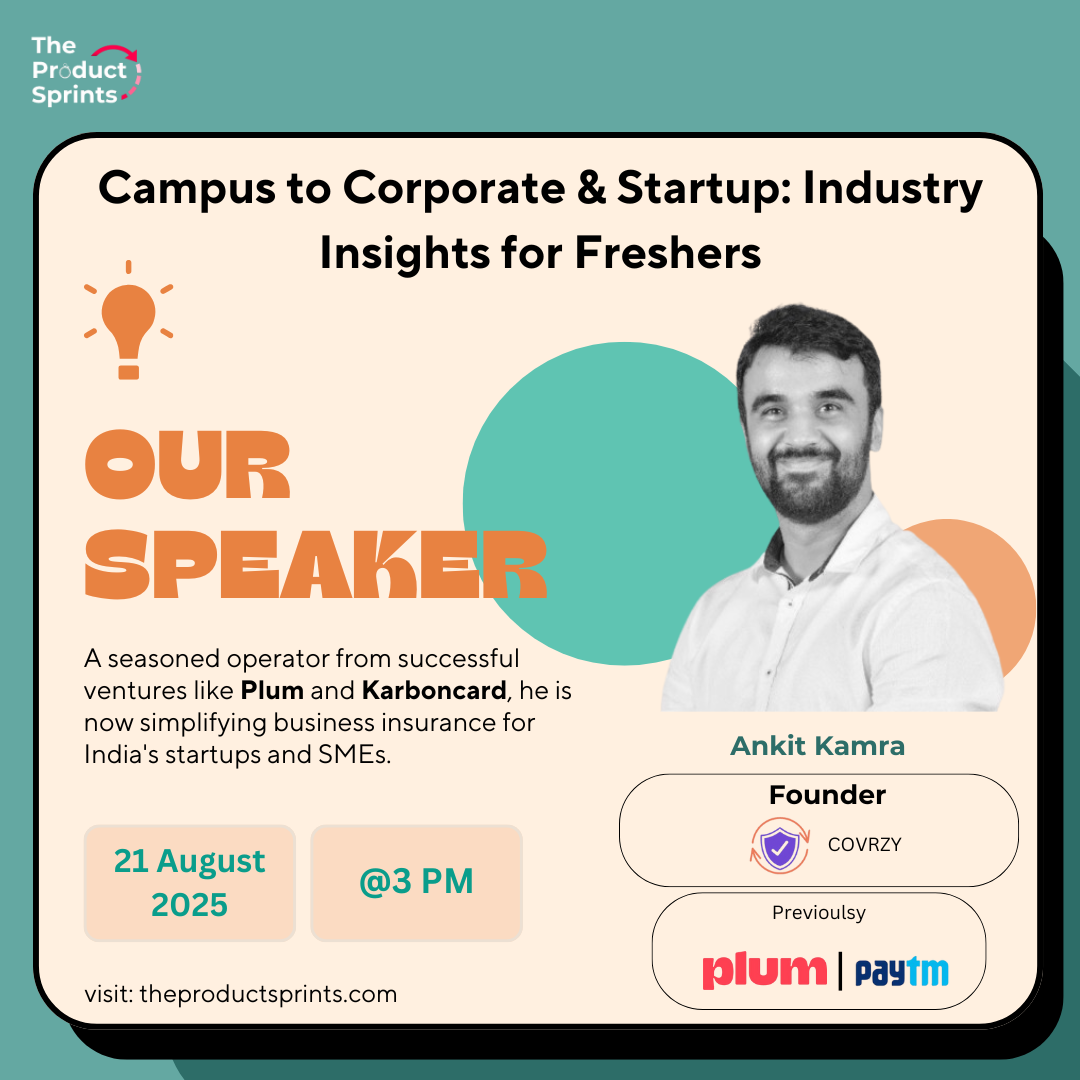 The
Product
Sprints
Campus to Corporate & Startup: Industry
Insights for Freshers
OUR
SPEAKER
A seasoned operator from successful
ventures like Plum and Karboncard, he is
now simplifying business insurance for
India's startups and SMEs.
21 August
2025
@3 PM
visit: theproductsprints.com
Ankit Kamra
Founder
COVRZY
Previoulsy
plum | paytm